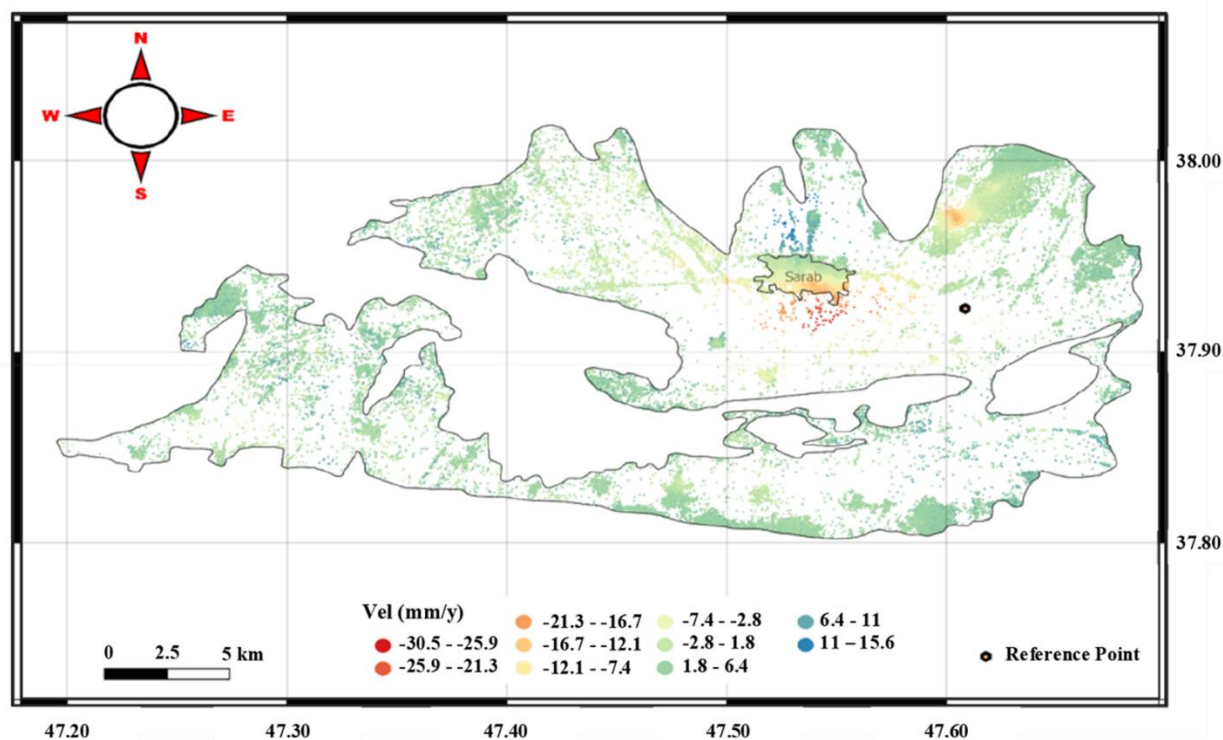 N
W E
S
38.00
Sarab
37.90
37.80
Vel (mm/y)
-30.5 - -25.9
-25.9 - -21.3
-21.3 - -16.7
-16.7 - -12.1
-12.1 - -7.4
-7.4 - -2.8
-2.8 - 1.8
1.8 - 6.4
6.4 - 11
11 – 15.6
0 2.5 5 km
Reference Point
47.20 47.30 47.40 47.50 47.60